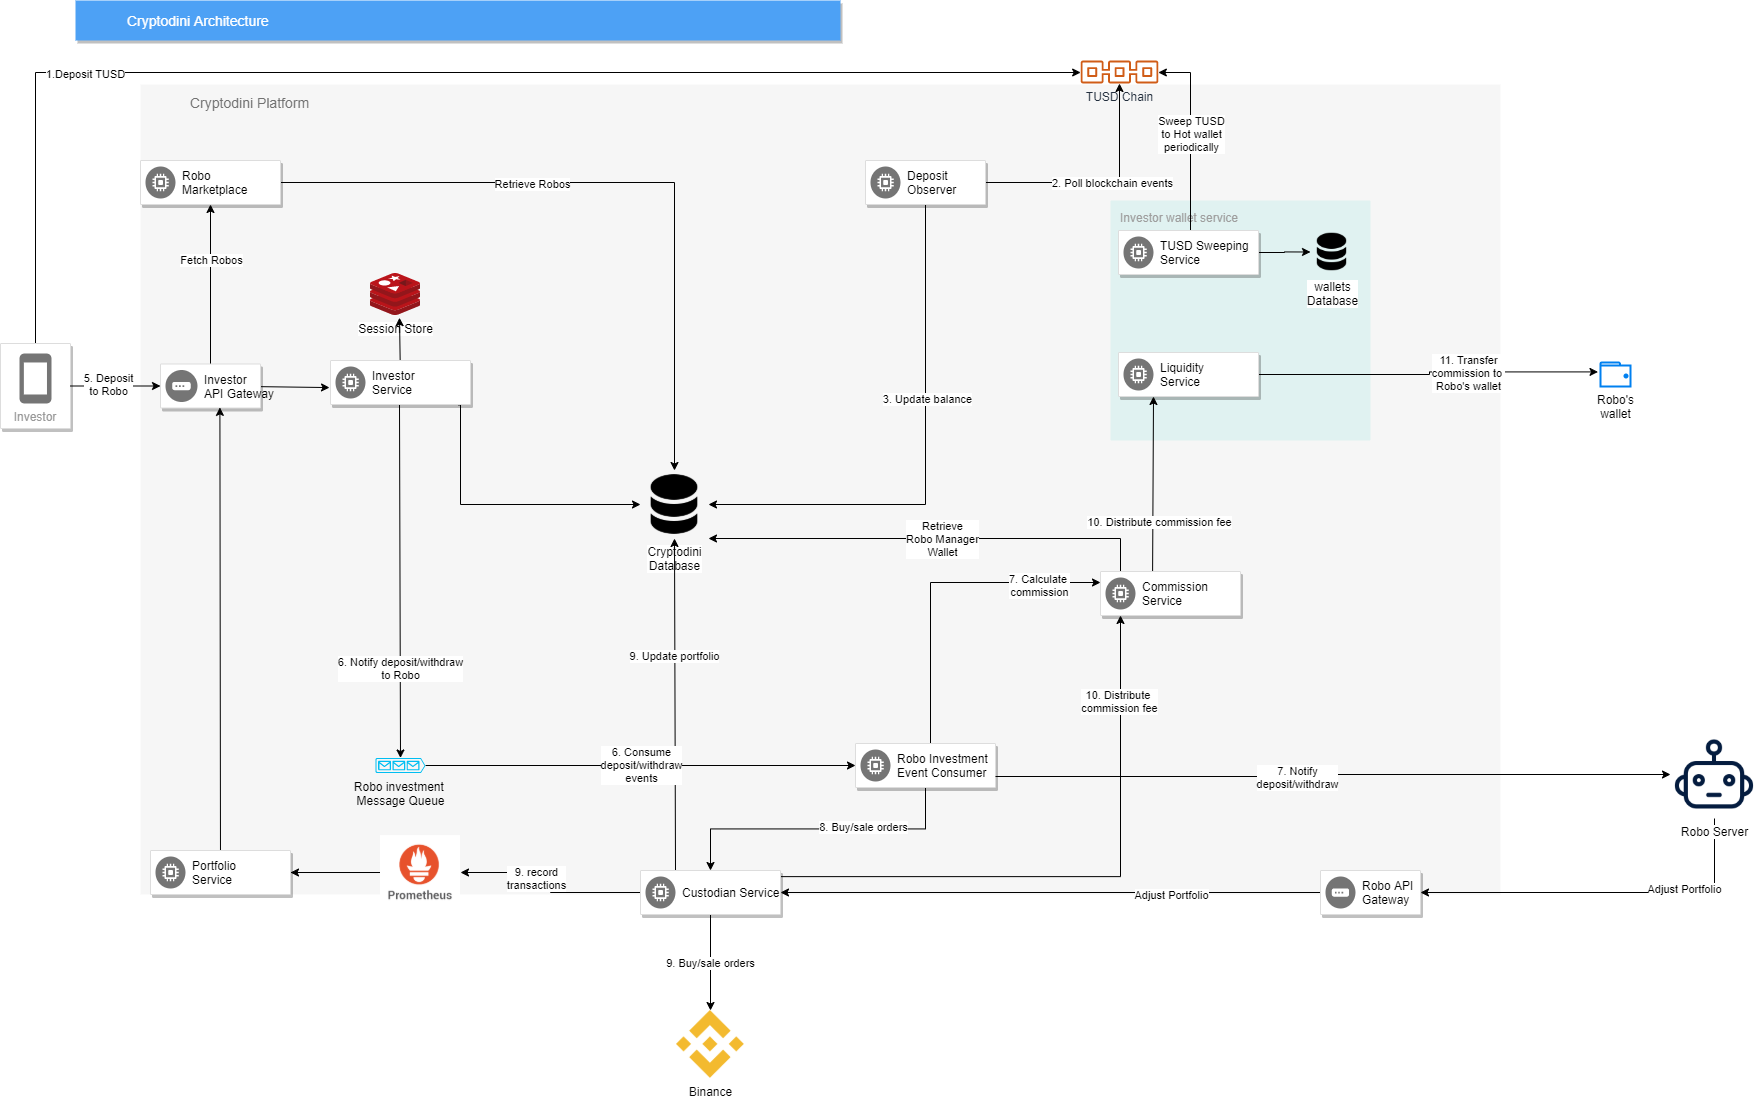 Cryptodini Architecture
1.Deposit TUSD
TUSD Chain
Cryptodini Platform
Sweep TUSD
to Hot wallet
periodically
Robo
Marketplace
Retrieve Robos
Deposit
Observer
2. Poll blockchain events
Investor wallet service
TUSD Sweeping
Service
wallets
Database
Fetch Robos
Session Store
Investor
5. Deposit
to Robo
Investor
API Gateway
Investor
Service
3. Update balance
Liquidity
Service
11. Transfer
commission to
Robo's wallet
Robo's
wallet
Cryptodini
Database
Retrieve
Robo Manager
Wallet
10. Distribute commission fee
7. Calculate
commission
Commission
Service
6. Notify deposit/withdraw
to Robo
9. Update portfolio
10. Distribute
commission fee
Robo investment
Message Queue
6. Consume
deposit/withdraw
events
Robo Investment
Event Consumer
7. Notify
deposit/withdraw
Robo Server
8. Buy/sale orders
Portfolio
Service
Prometheus
9. record
transactions
Custodian Service
Adjust Portfolio
Robo API
Gateway
Adjust Portfolio
9. Buy/sale orders
Binance